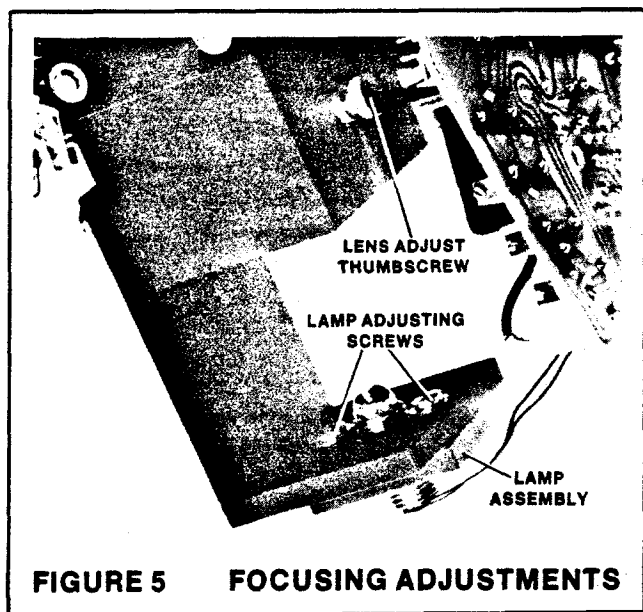 LENS ADJUST
THUMBSCREW
LAMP ADJUSTING
SCREWS
LAMP
ASSEMBLY
FIGURE 5 FOCUSING ADJUSTMENTS